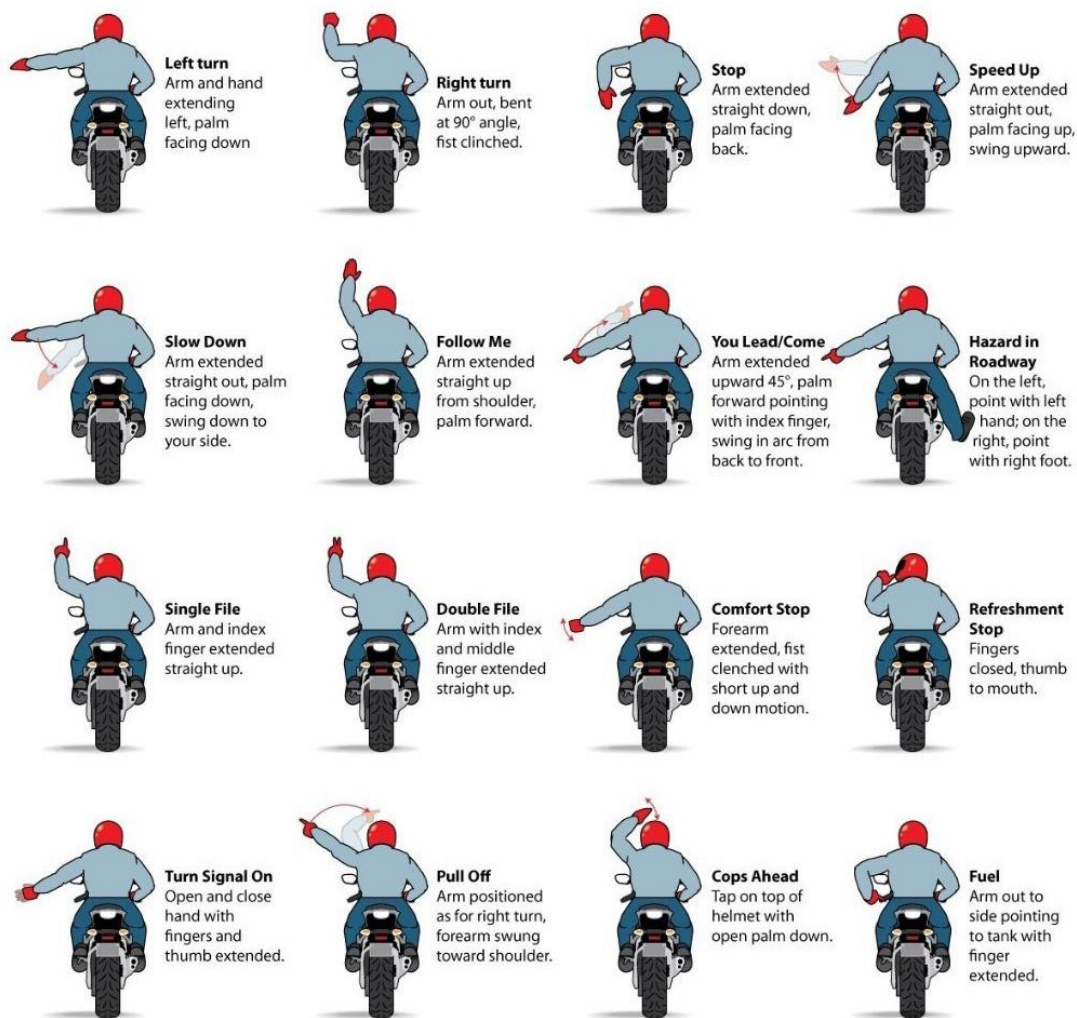 Left turn
Arm and hand
extending
left, palm
facing down
Right turn
Arm out, bent
at 90° angle,
fist clinched.
Stop
Arm extended
straight down,
palm facing
back.
Speed Up
Arm extended
straight out,
palm facing up,
swing upward.
Slow Down
Arm extended
straight out, palm
facing down,
swing down to
your side.
Follow Me
Arm extended
straight up
from shoulder,
palm forward.
You Lead/Come
Arm extended
upward 45°, palm
forward pointing
with index finger,
swing in arc from
back to front.
Hazard in
Roadway
On the left,
point with left
hand; on the
right, point
with right foot.
Single File
Arm and index
finger extended
straight up.
Double File
Arm with index
and middle
finger extended
straight up.
Comfort Stop
Forearm
extended, fist
clenched with
short up and
down motion.
Refreshment
Stop
Fingers
closed, thumb
to mouth.
Turn Signal On
Open and close
hand with
fingers and
thumb extended.
Pull Off
Arm positioned
as for right turn,
forearm swung
toward shoulder.
Cops Ahead
Tap on top of
helmet with
open palm down.
Fuel
Arm out to
side pointing
to tank with
finger
extended.